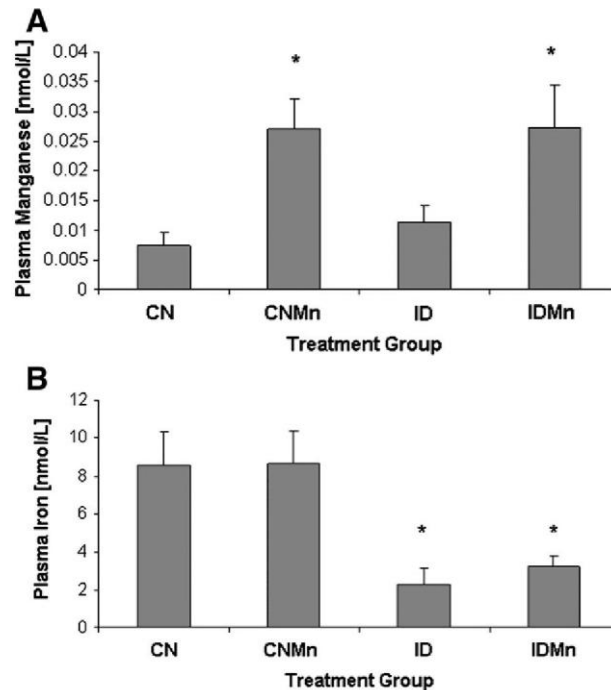 A
Plasma Manganese [nmol/L]
0.04
0.035
0.03
0.025
0.02
0.015
0.01
0.005
0
*
*
CN CNMn ID IDMn
Treatment Group
B
Plasma Iron [nmol/L]
12
10
8
6
4
2
0
*
*
CN CNMn ID IDMn
Treatment Group